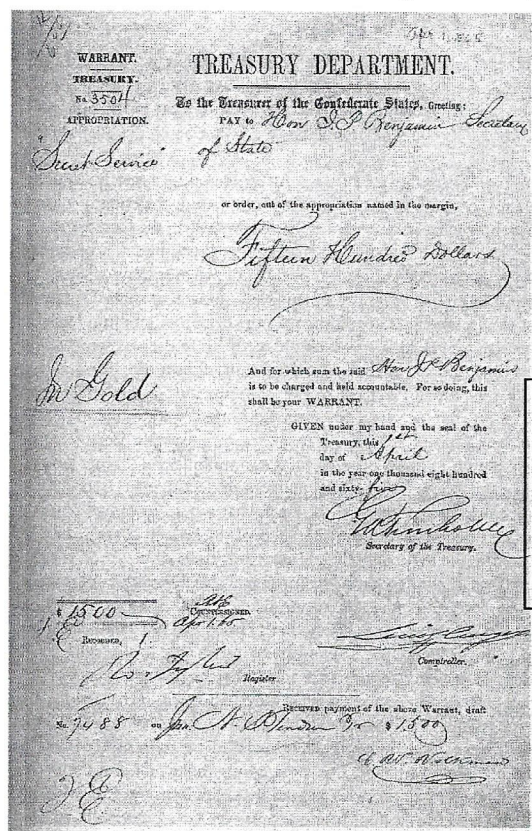 Apr 1, 1865
WARRANT.
TREASURY.
No. 3504
APPROPRIATION.
Secret Service
TREASURY DEPARTMENT.
To the Treasurer of the Confederate States, Greeting:
PAY to Hon J. P. Benjamin Secretary
of State
or order, out of the appropriation named in the margin,
Fifteen Hundred Dollars
In Gold
And for which sum the said Hon J P Benjamin
is to be charged and held accountable. For so doing, this
shall be your WARRANT.
GIVEN under my hand and the seal of the
Treasury, this 1st
day of April
in the year one thousand eight hundred
and sixty-five
Secretary of the Treasury.
$ 1500
COUNTERSIGNED,
Apr 1. 65
RECORDED,
Comptroller.
Register
RECEIVED payment of the above Warrant, draft
No. 7488 on Jno. N. $ 1500